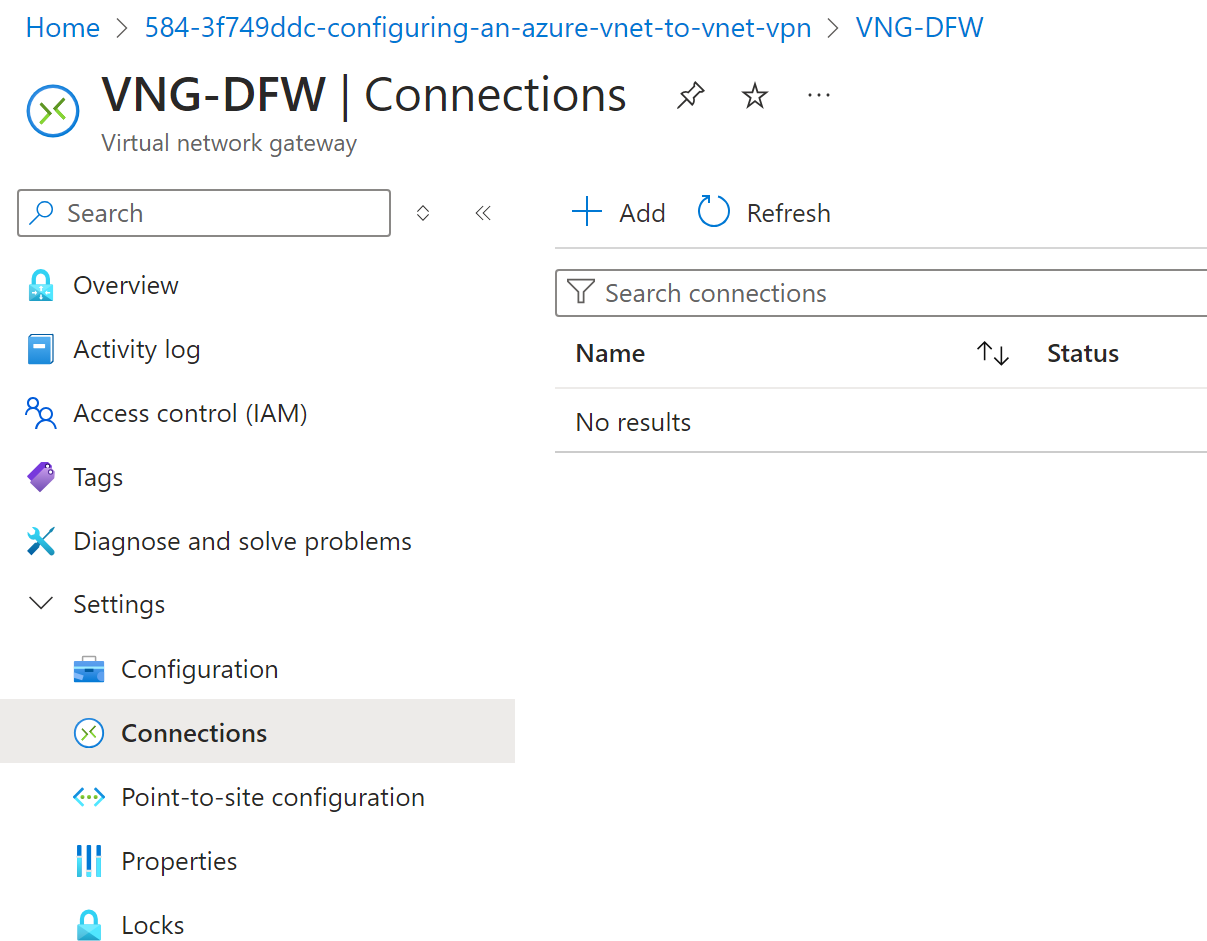 Home > 584-3f749ddc-configuring-an-azure-vnet-to-vnet-vpn > VNG-DFW
VNG-DFW | Connections
Virtual network gateway
Search
Add Refresh
Overview
Activity log
Access control (IAM)
Tags
Diagnose and solve problems
Settings
Configuration
Connections
Point-to-site configuration
Properties
Locks
Search connections
Name Status
No results